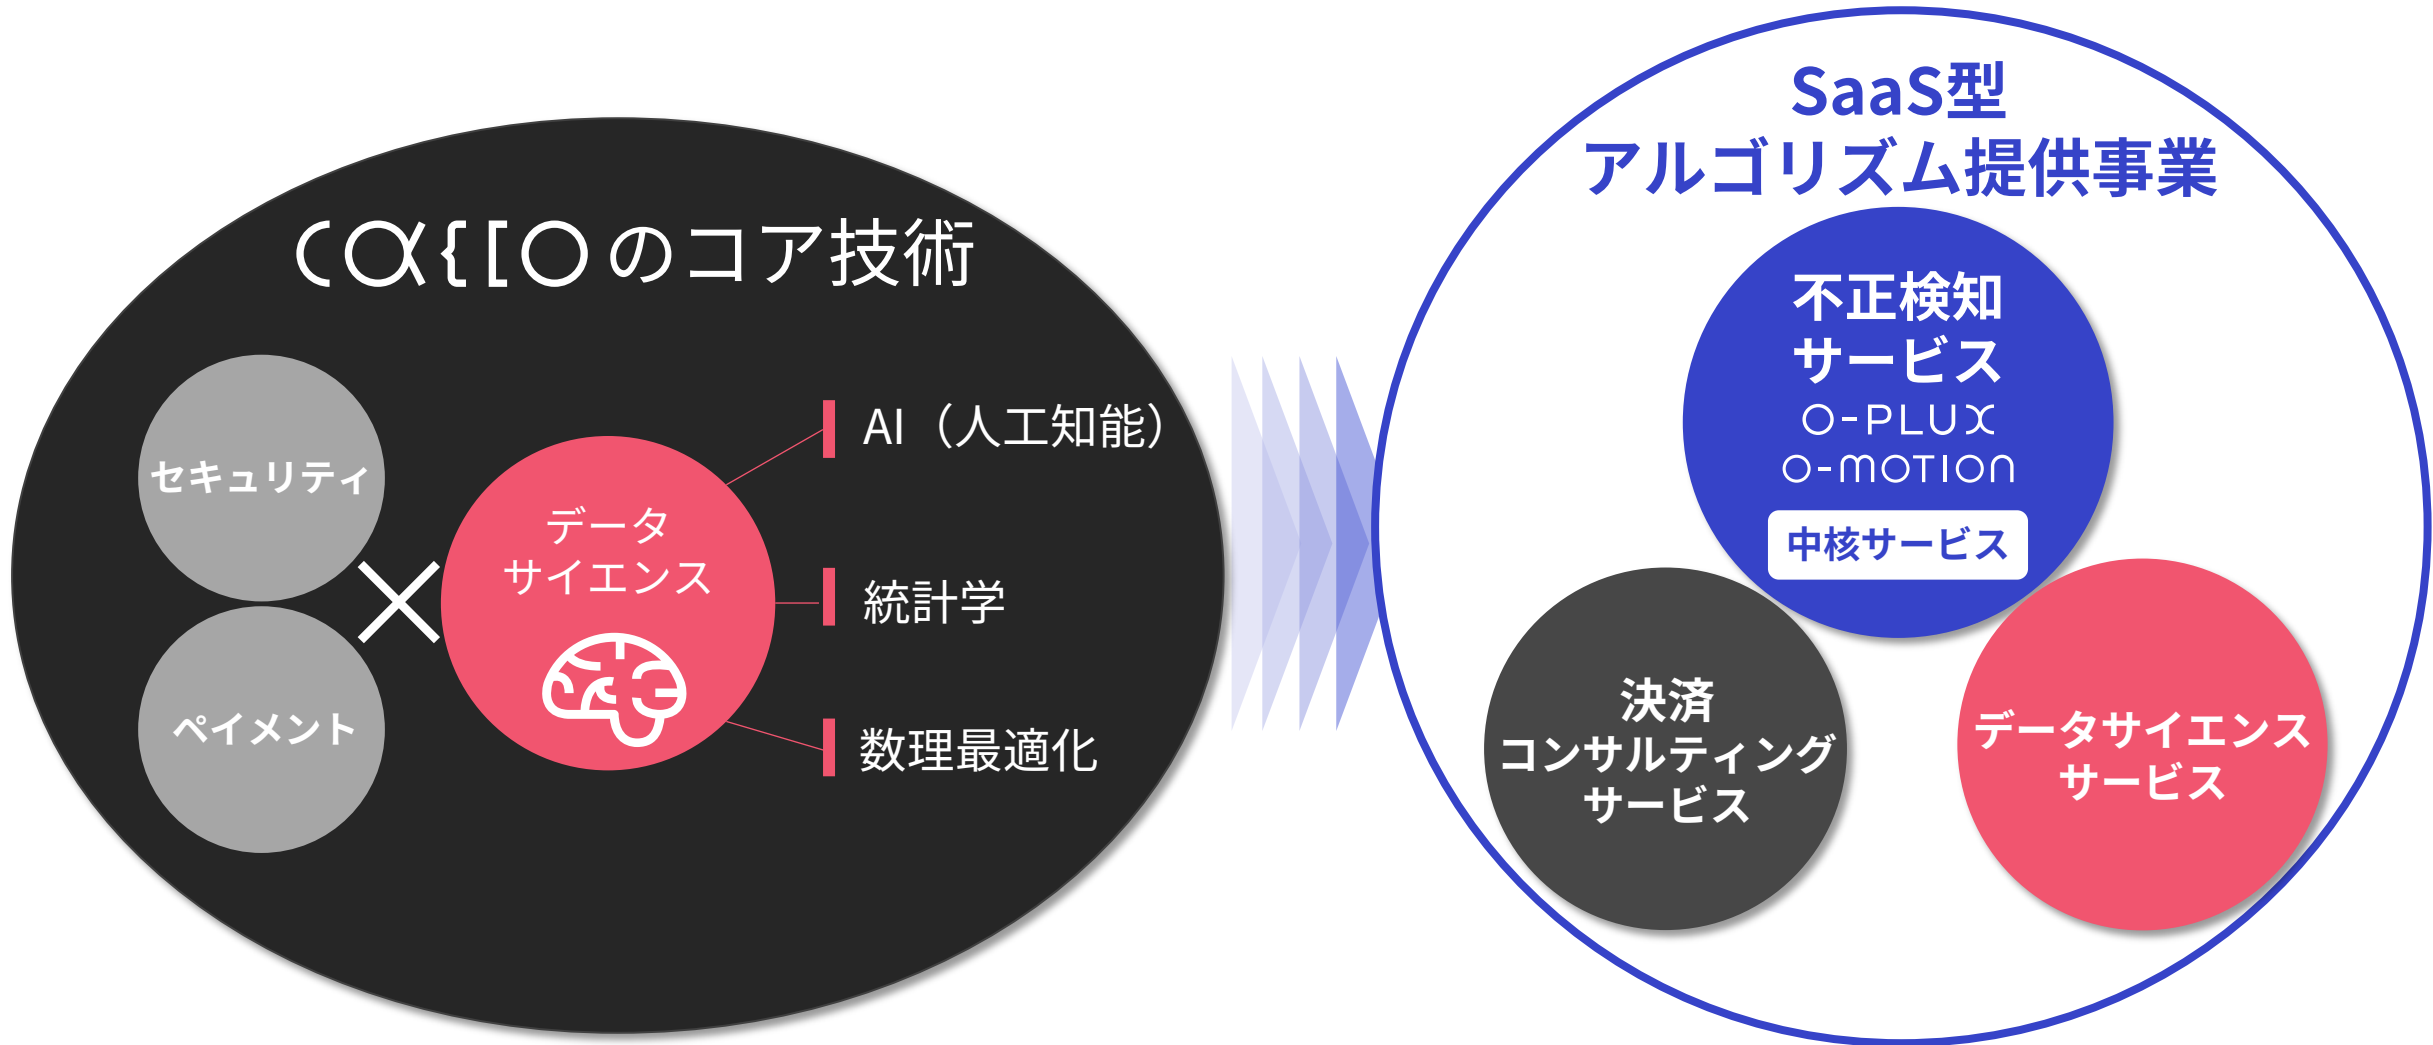 cacco のコア技術
セキュリティ
ペイメント
データ
サイエンス
AI（人工知能）
統計学
数理最適化
SaaS型
アルゴリズム提供事業
不正検知
サービス
O-PLUX
O-MOTION
中核サービス
決済
コンサルティング
サービス
データサイエンス
サービス